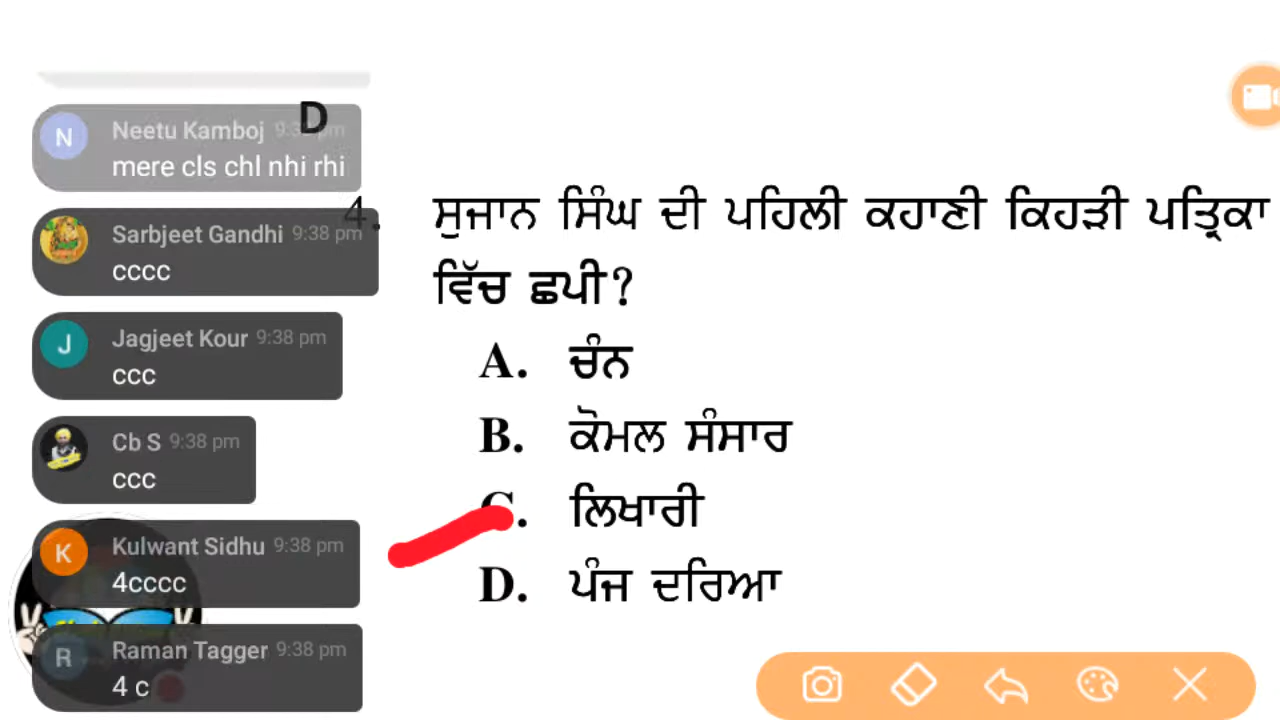 D
N Neetu Kamboj 9:38 pm
mere cls chl nhi rhi
Sarbjeet Gandhi 9:38 pm
cccc
J Jagjeet Kour 9:38 pm
ccc
Cb S 9:38 pm
ccc
K Kulwant Sidhu 9:38 pm
4cccc
R Raman Tagger 9:38 pm
4 c
4. ਸੁਜਾਨ ਸਿੰਘ ਦੀ ਪਹਿਲੀ ਕਹਾਣੀ ਕਿਹੜੀ ਪਤ੍ਰਿਕਾ
ਵਿੱਚ ਛਪੀ?
A. ਚੰਨ
B. ਕੋਮਲ ਸੰਸਾਰ
C. ਲਿਖਾਰੀ
D. ਪੰਜ ਦਰਿਆ